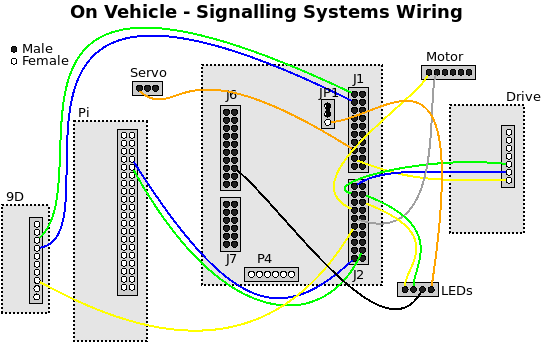 On Vehicle - Signalling Systems Wiring
Male
Female
Servo
Motor
J6
JP1
J1
Drive
Pi
9D
J7
P4
J2
LEDs